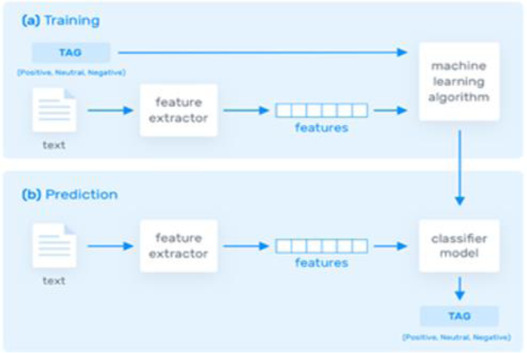 (a) Training
TAG
(Positive, Neutral, Negative)
text
feature
extractor
features
machine
learning
algorithm
(b) Prediction
text
feature
extractor
features
classifier
model
TAG
(Positive, Neutral, Negative)